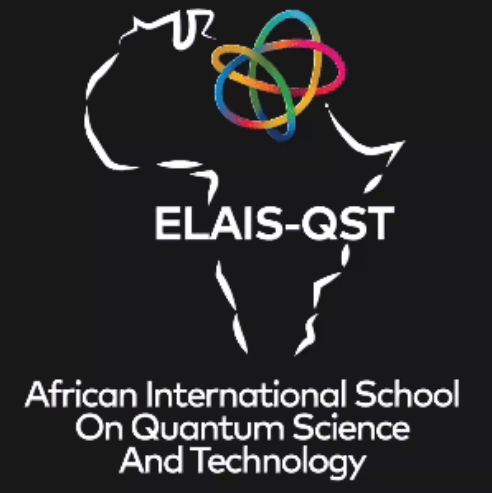 ELAIS-QST
African International School
On Quantum Science
And Technology